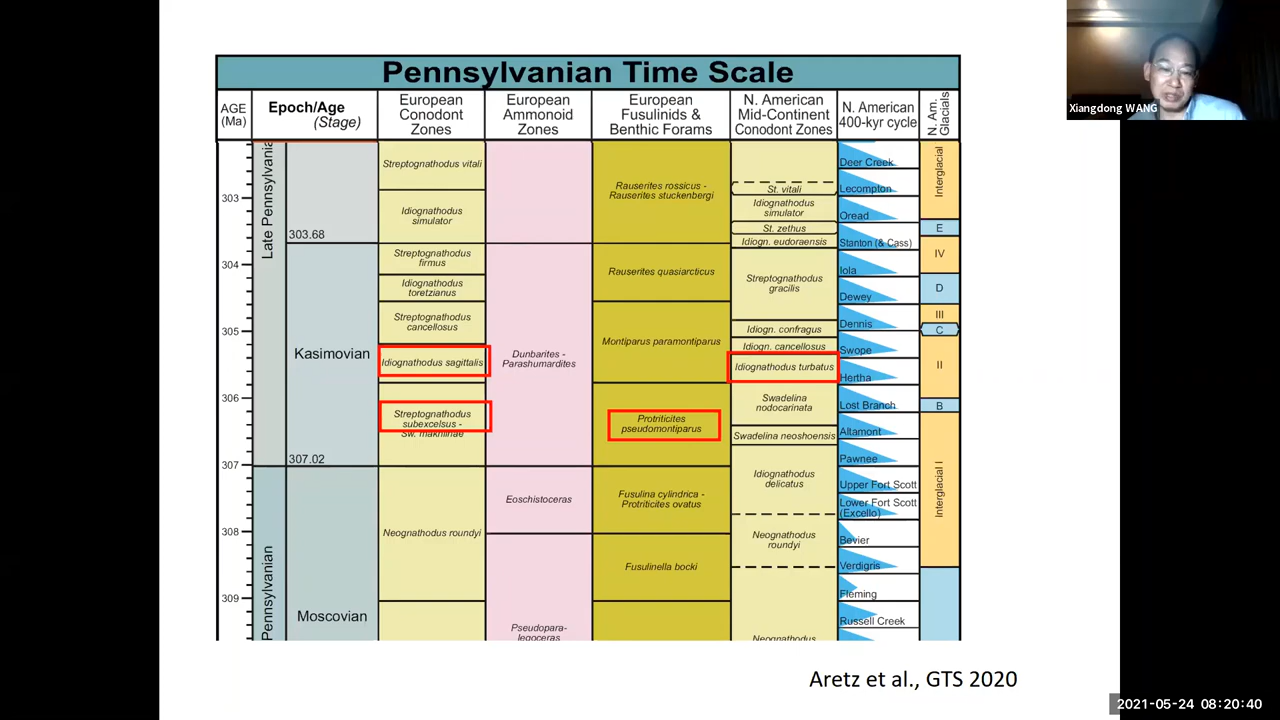 Pennsylvanian Time Scale
AGE
(Ma)
Epoch/Age
(Stage)
European
Conodont
Zones
European
Ammonoid
Zones
European
Fusulinids &
Benthic Forams
N. American
Mid-Continent
Conodont Zones
N. American
400-kyr cycle
N. Am.
Glacials
303
304
305
306
307
308
309
Late Pennsylvania
Pennsylvanian
303.68
Kasimovian
307.02
Moscovian
Streptognathodus vitali
Idiognathodus
simulator
Streptognathodus
firmus
Idiognathodus
toretzianus
Streptognathodus
cancellosus
Idiognathodus sagittalis
Streptognathodus
subexcelsus -
Sw. makhlinae
Neognathodus roundyi
Dunbarites -
Parashumardites
Eoschistoceras
Pseudopara-
legoceras
Rauserites rossicus -
Rauserites stuckenbergi
Rauserites quasiarcticus
Montiparus paramontiparus
Protriticites
pseudomontiparus
Fusulina cylindrica -
Protriticites ovatus
Fusulinella bocki
St. vitali
Idiognathodus
simulator
St. zethus
Idiogn. eudoraensis
Streptognathodus
gracilis
Idiogn. confragus
Idiogn. cancellosus
Idiognathodus turbatus
Swadelina
nodocarinata
Swadelina neoshoensis
Idiognathodus
delicatus
Neognathodus
roundyi
Neognathodus
Deer Creek
Lecompton
Oread
Stanton (& Cass)
Iola
Dewey
Dennis
Swope
Hertha
Lost Branch
Altamont
Pawnee
Upper Fort Scott
Lower Fort Scott
(Excello)
Bevier
Verdigris
Fleming
Russell Creek
Interglacial
E
IV
D
III
C
II
B
Interglacial I
Aretz et al., GTS 2020
Xiangdong WANG
2021-05-24 08:20:40